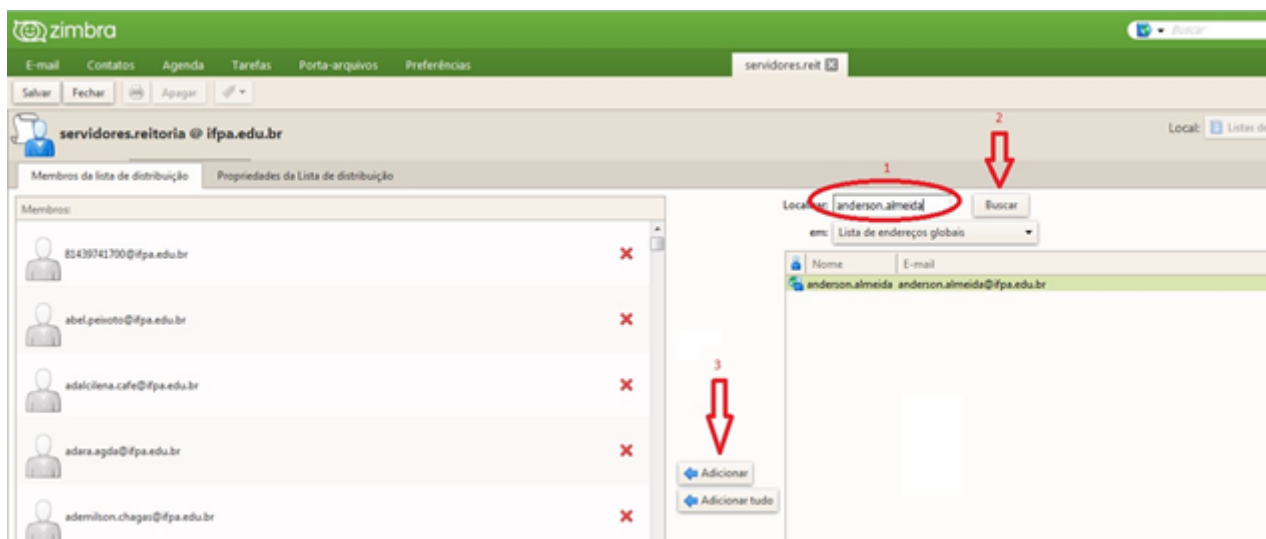 zimbra
Buscar
E-mail Contatos Agenda Tarefas Porta-arquivos Preferências servidores.reit
Salvar Fechar Apagar
servidores.reitoria @ ifpa.edu.br
2
Local: Listas de
Membros da lista de distribuição Propriedades da Lista de distribuição
1
Localizar: anderson.almeida Buscar
Membros:
em: Lista de endereços globais
Nome E-mail
81439741700@ifpa.edu.br
anderson.almeida anderson.almeida@ifpa.edu.br
abel.peixoto@ifpa.edu.br
3
adalcilena.cafe@ifpa.edu.br
adara.agda@ifpa.edu.br
Adicionar
Adicionar tudo
ademilson.chagas@ifpa.edu.br